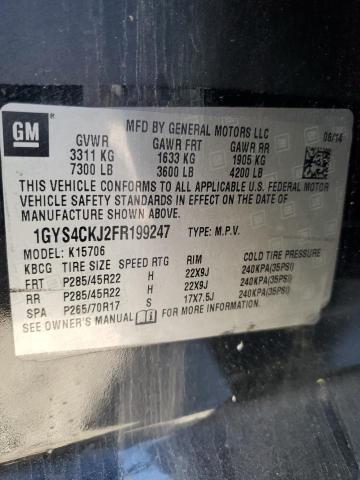 GM
MFD BY GENERAL MOTORS LLC
08/14
GVWR GAWR FRT GAWR RR
3311 KG 1633 KG 1905 KG
7300 LB 3600 LB 4200 LB
THIS VEHICLE CONFORMS TO ALL APPLICABLE U.S. FEDERAL MOTOR
VEHICLE SAFETY STANDARDS IN EFFECT ON THE DATE OF
MANUFACTURE SHOWN ABOVE.
1GYS4CKJ2FR199247 TYPE: M.P.V.
MODEL: K15706
KBCG TIRE SIZE SPEED RTG RIM COLD TIRE PRESSURE
FRT P285/45R22 H 22X9J 240KPA(35PSI)
RR P285/45R22 H 22X9J 240KPA(35PSI)
SPA P265/70R17 S 17X7.5J 240KPA(35PSI)
SEE OWNER'S MANUAL FOR MORE INFORMATION.